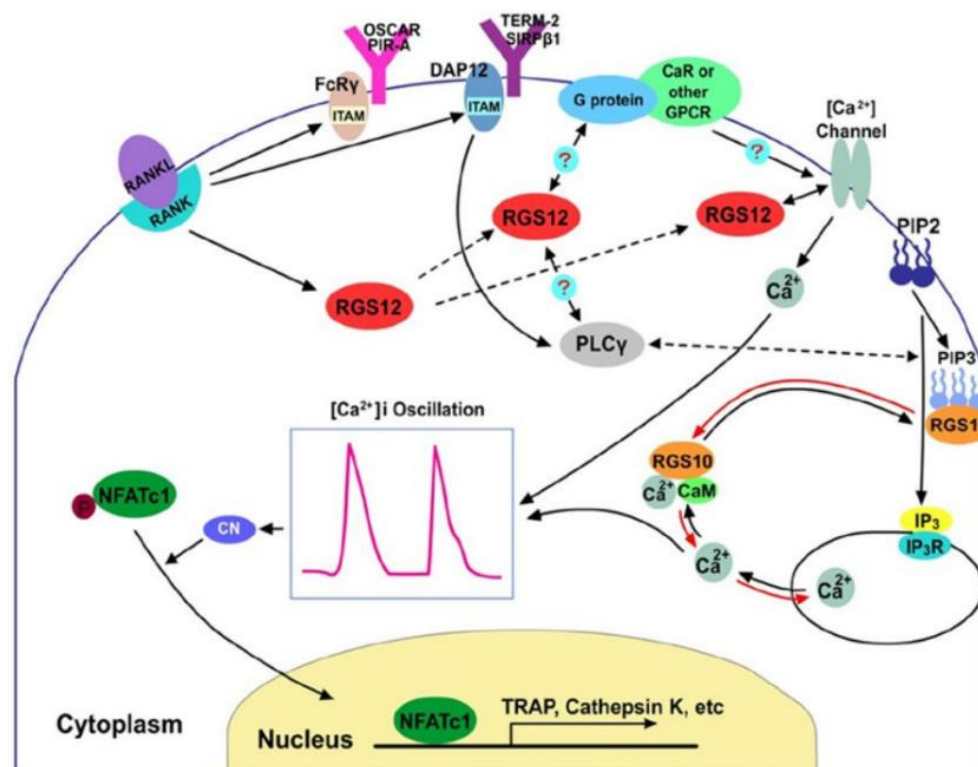 OSCAR
PIR-A
TERM-2
SIRPβ1
FcRγ
ITAM
DAP12
ITAM
G protein
CaR or
other
GPCR
[Ca²⁺]
Channel
?
?
RANKL
RANK
RGS12
RGS12
RGS12
PIP2
Ca²⁺
?
PLCγ
PIP3
RGS1
[Ca²⁺]i Oscillation
RGS10
Ca²⁺
CaM
NFATc1
P
CN
IP₃
IP₃R
Ca²⁺
Ca²⁺
Cytoplasm
Nucleus
NFATc1
TRAP, Cathepsin K, etc